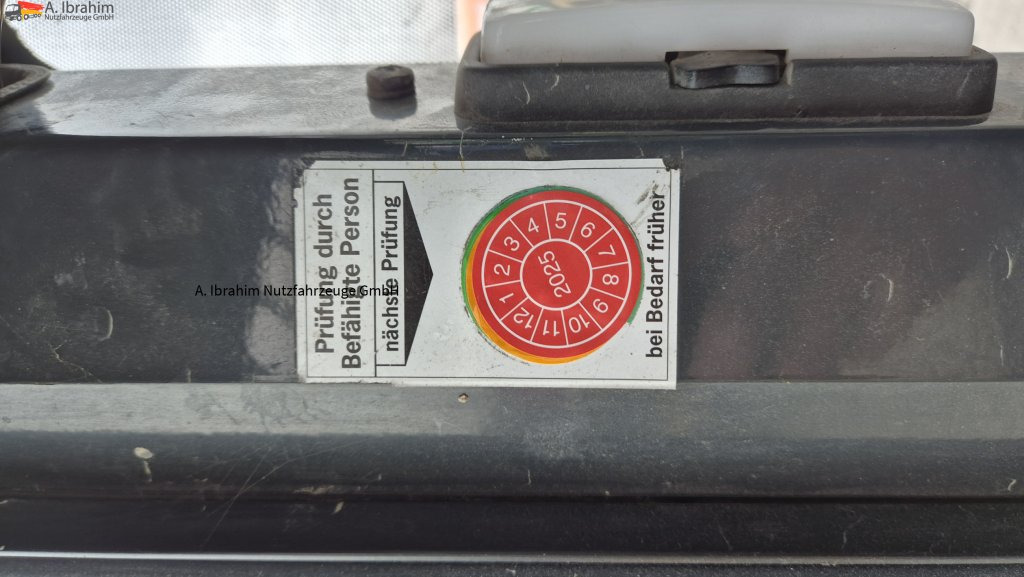 A. Ibrahim
Nutzfahrzeuge GmbH
Prüfung durch
Befähigte Person
nächste Prüfung
1 2 3 4 5 6 7 8 9 10 11 12
2025
bei Bedarf früher
A. Ibrahim Nutzfahrzeuge GmbH